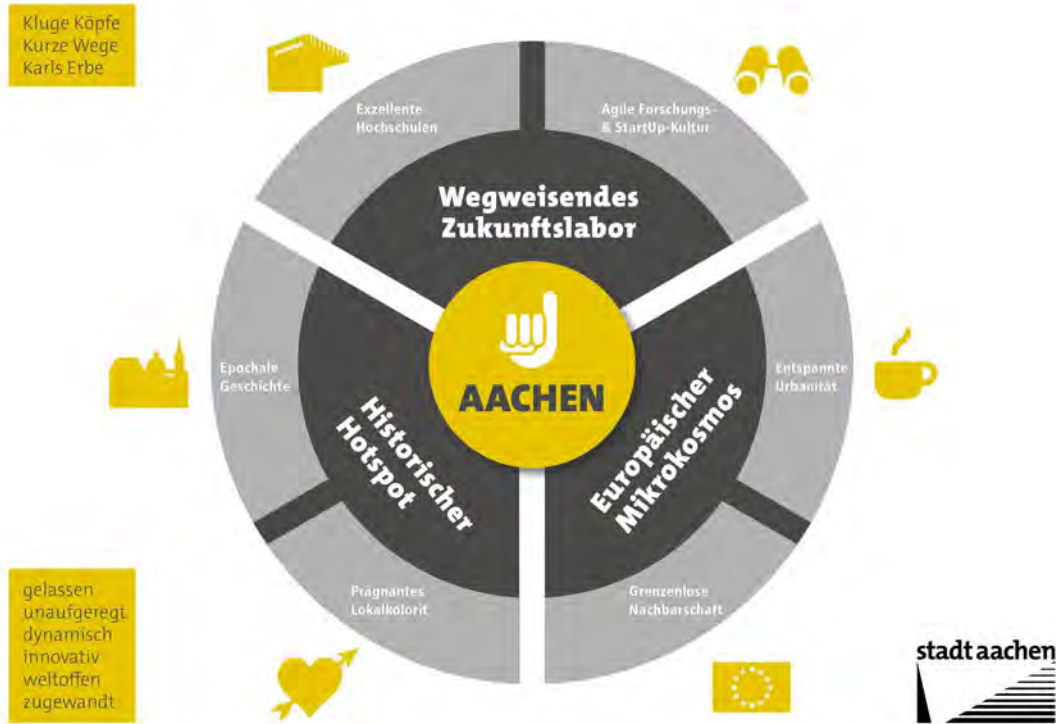 Kluge Köpfe
Kurze Wege
Karls Erbe
Exzellente
Hochschulen
Agile Forschungs-
& StartUp-Kultur
Wegweisendes
Zukunftslabor
Epochale
Geschichte
AACHEN
Entspannte
Urbanität
Historischer
Hotspot
Europäischer
Mikrokosmos
Prägnantes
Lokalkolorit
Grenzenlose
Nachbarschaft
gelassen
unaufgeregt
dynamisch
innovativ
weltoffen
zugewandt
stadt aachen